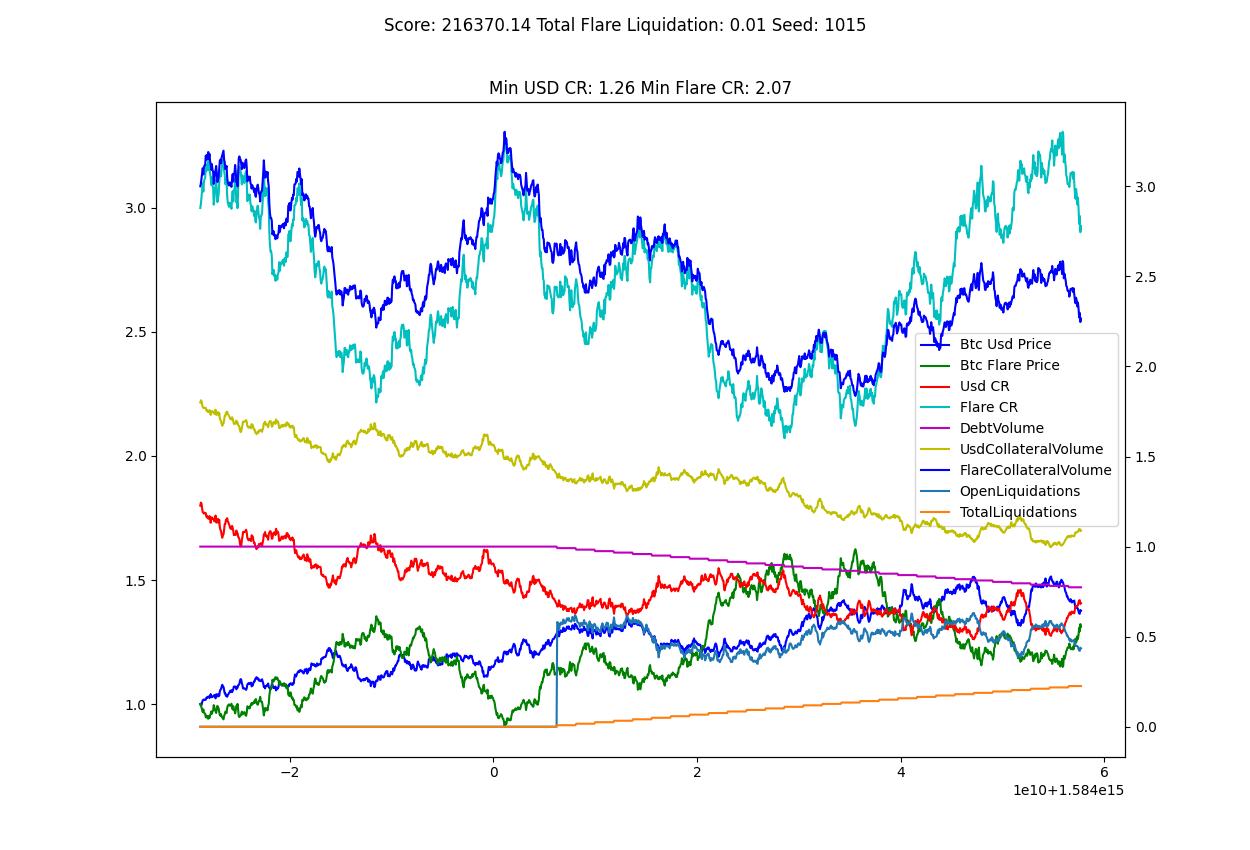 Score: 216370.14 Total Flare Liquidation: 0.01 Seed: 1015
Min USD CR: 1.26 Min Flare CR: 2.07
3.0
2.5
2.0
1.5
1.0
3.0
2.5
2.0
1.5
1.0
0.5
0.0
Btc Usd Price
Btc Flare Price
Usd CR
Flare CR
DebtVolume
UsdCollateralVolume
FlareCollateralVolume
OpenLiquidations
TotalLiquidations
−2 0 2 4 6
1e10+1.584e15